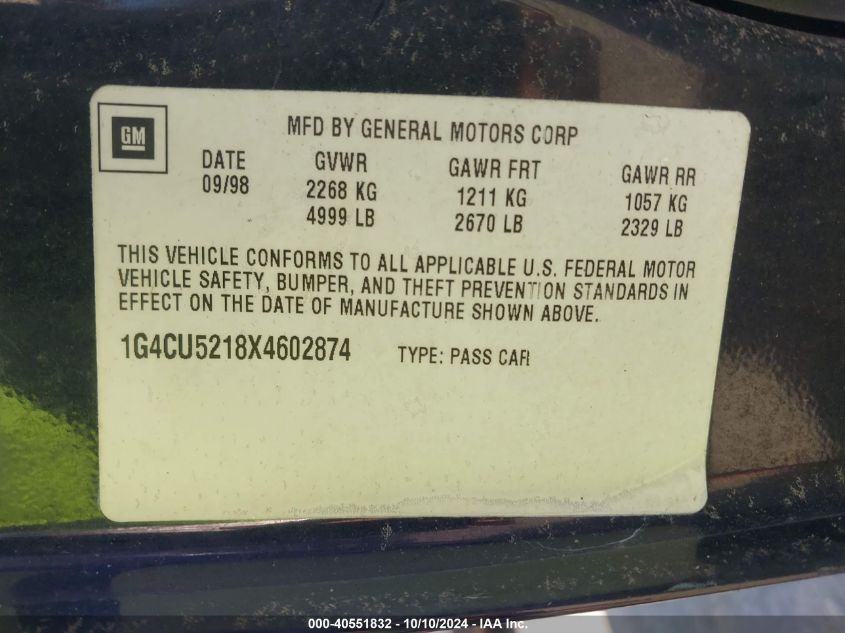 GM
MFD BY GENERAL MOTORS CORP
DATE GVWR GAWR FRT GAWR RR
09/98 2268 KG 1211 KG 1057 KG
4999 LB 2670 LB 2329 LB
THIS VEHICLE CONFORMS TO ALL APPLICABLE U.S. FEDERAL MOTOR
VEHICLE SAFETY, BUMPER, AND THEFT PREVENTION STANDARDS IN
EFFECT ON THE DATE OF MANUFACTURE SHOWN ABOVE.
1G4CU5218X4602874 TYPE: PASS CAR
000-40551832 - 10/10/2024 - IAA Inc.